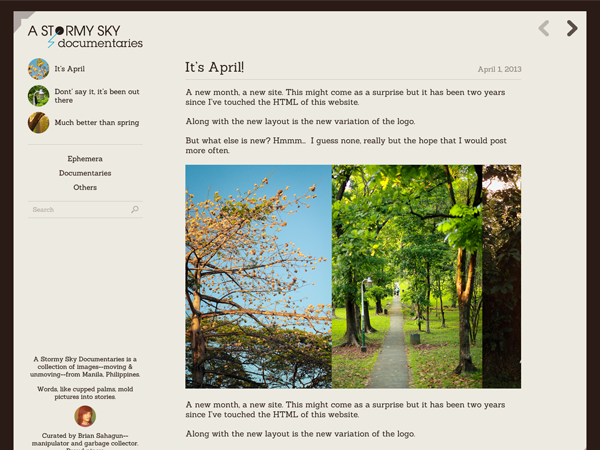 A STORMY SKY
documentaries
It's April
Dont' say it, it's been out
there
Much better than spring
Ephemera
Documentaries
Others
Search
A Stormy Sky Documentaries is a
collection of images—moving &
unmoving—from Manila, Philippines.
Words, like cupped palms, mold
pictures into stories.
Curated by Brian Sahagun—
manipulator and garbage collector.
It's April!
April 1, 2013
A new month, a new site. This might come as a surprise but it has been two years
since I've touched the HTML of this website.
Along with the new layout is the new variation of the logo.
But what else is new? Hmmm... I guess none, really but the hope that I would post
more often.
A new month, a new site. This might come as a surprise but it has been two years
since I've touched the HTML of this website.
Along with the new layout is the new variation of the logo.